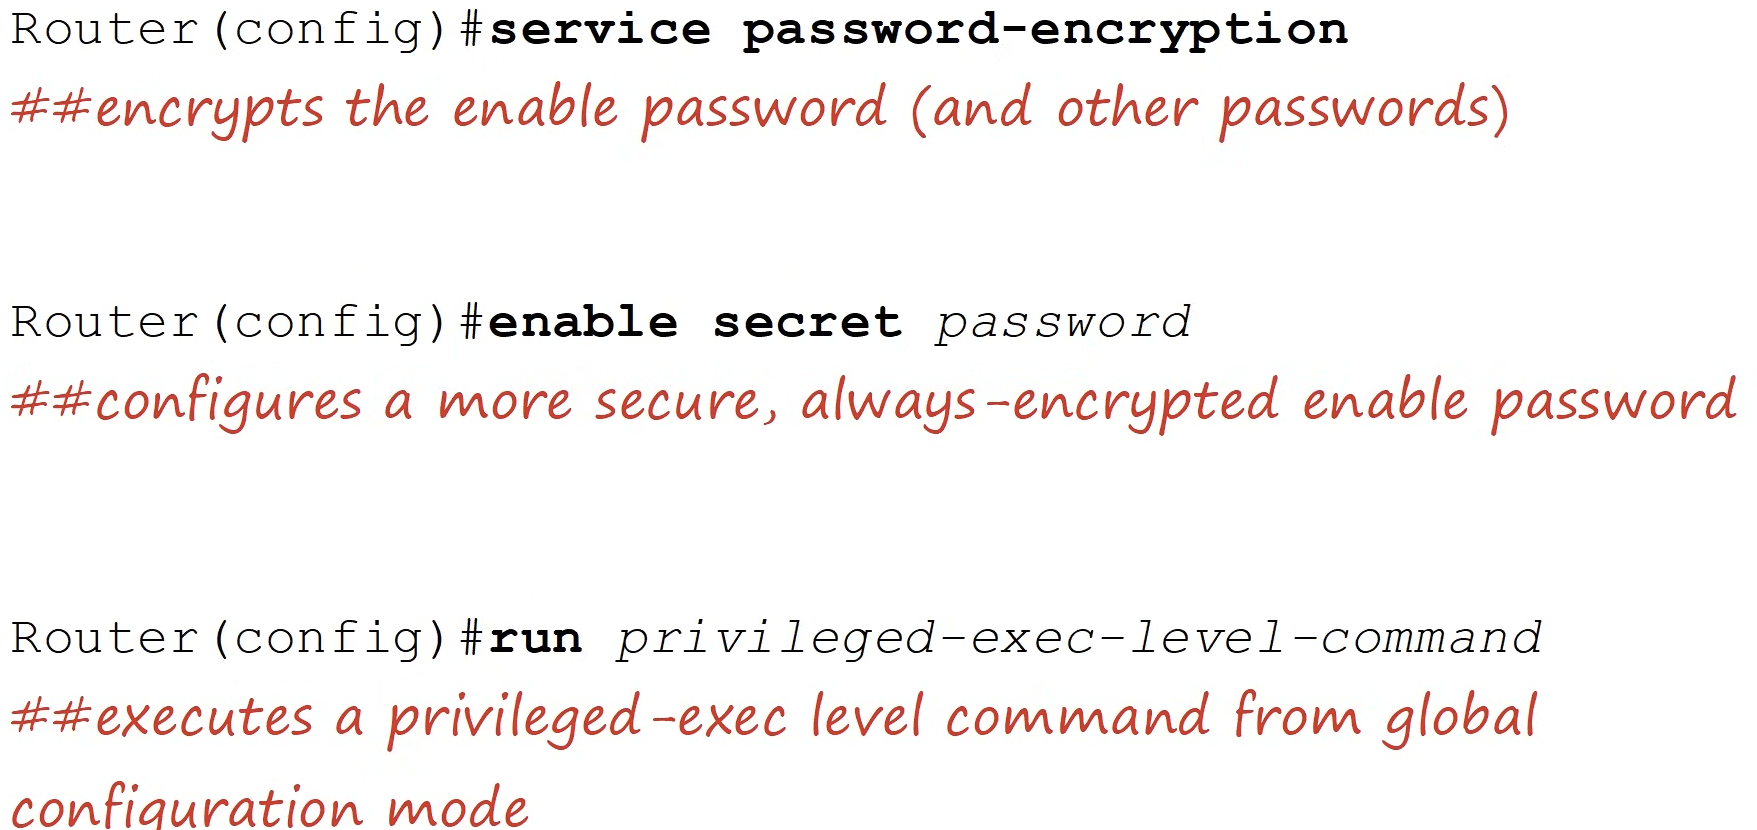 Router(config)#service password-encryption
##encrypts the enable password (and other passwords)
Router(config)#enable secret password
##configures a more secure, always-encrypted enable password
Router(config)#run privileged-exec-level-command
##executes a privileged-exec level command from global
configuration mode